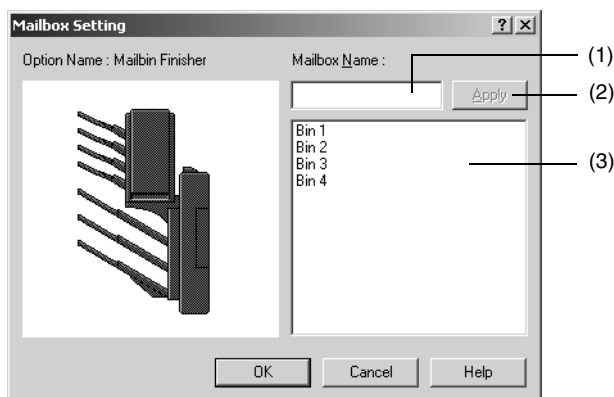 Mailbox Setting
Option Name : Mailbin Finisher
Mailbox Name :
(1)
Apply
(2)
Bin 1
Bin 2
Bin 3
Bin 4
(3)
OK
Cancel
Help